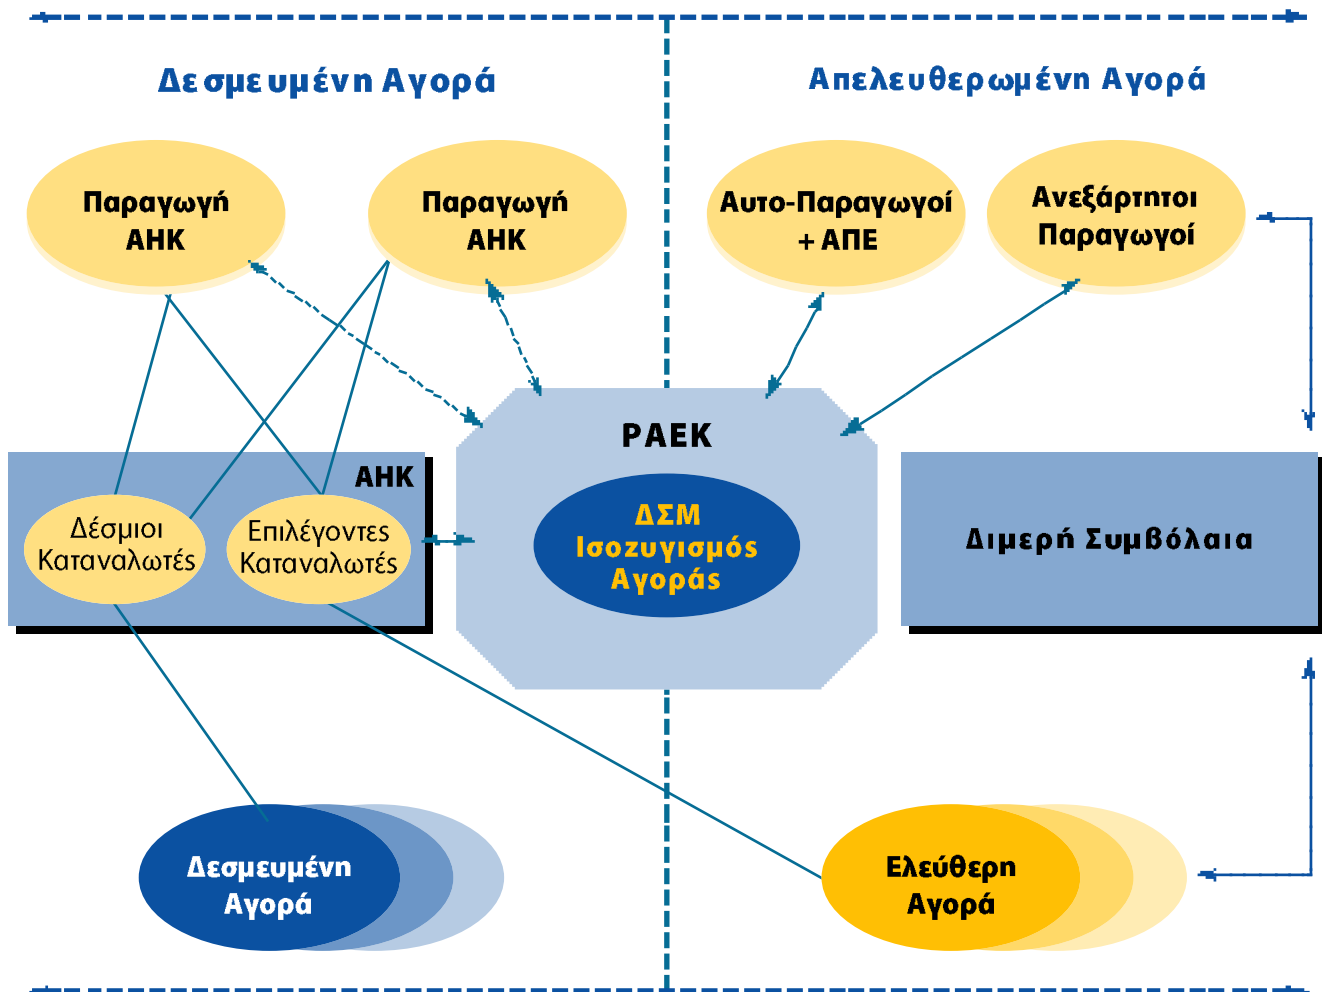 Δεσμευμένη Αγορά
Απελευθερωμένη Αγορά
Παραγωγή
ΑΗΚ
Παραγωγή
ΑΗΚ
Αυτο-Παραγωγοί
+ ΑΠΕ
Ανεξάρτητοι
Παραγωγοί
ΡΑΕΚ
ΑΗΚ
Δέσμιοι
Καταναλωτές
Επιλέγοντες
Καταναλωτές
ΔΣΜ
Ισοζυγισμός
Αγοράς
Διμερή Συμβόλαια
Δεσμευμένη
Αγορά
Ελεύθερη
Αγορά